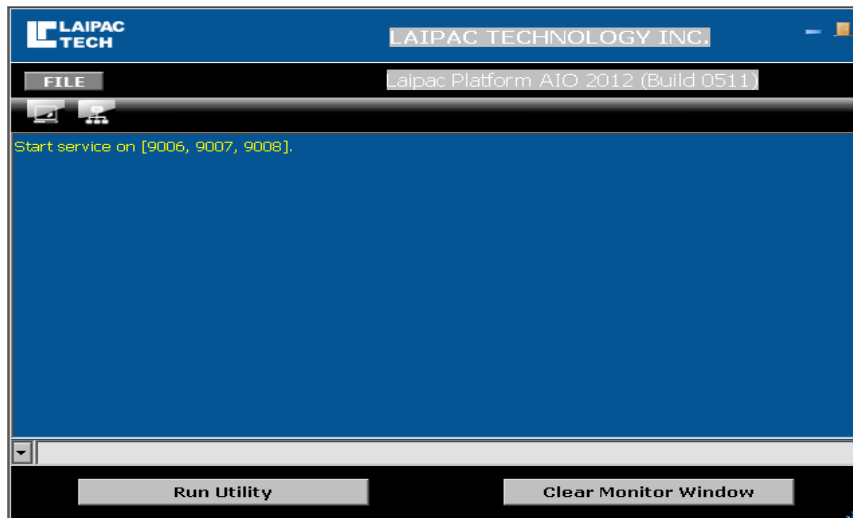 LAIPAC
TECH
LAIPAC TECHNOLOGY INC.
FILE
Laipac Platform AIO 2012 (Build 0511)
Start service on [9006, 9007, 9008].
Run Utility
Clear Monitor Window